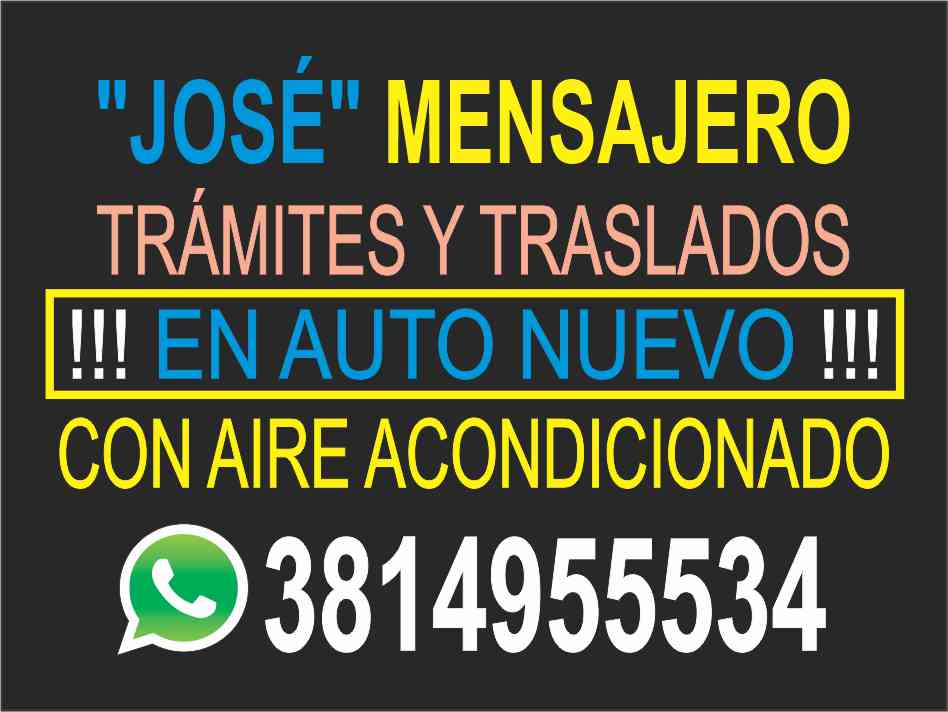 "JOSÉ" MENSAJERO
TRÁMITES Y TRASLADOS
!!! EN AUTO NUEVO !!!
CON AIRE ACONDICIONADO
3814955534